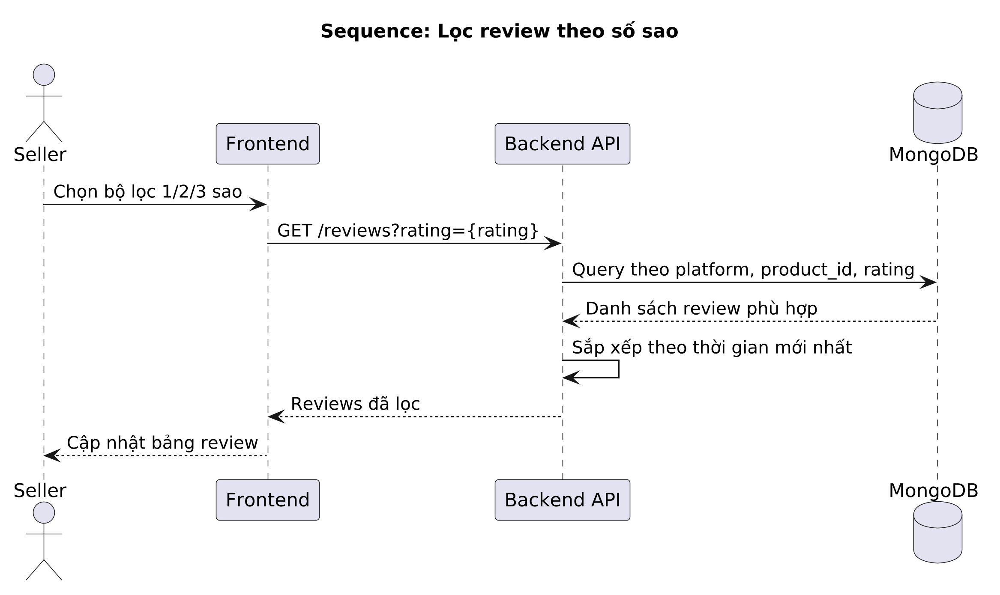 Sequence: Lọc review theo số sao
Seller
Frontend
Backend API
MongoDB
Chọn bộ lọc 1/2/3 sao
GET /reviews?rating={rating}
Query theo platform, product_id, rating
Danh sách review phù hợp
Sắp xếp theo thời gian mới nhất
Reviews đã lọc
Cập nhật bảng review
Seller
Frontend
Backend API
MongoDB